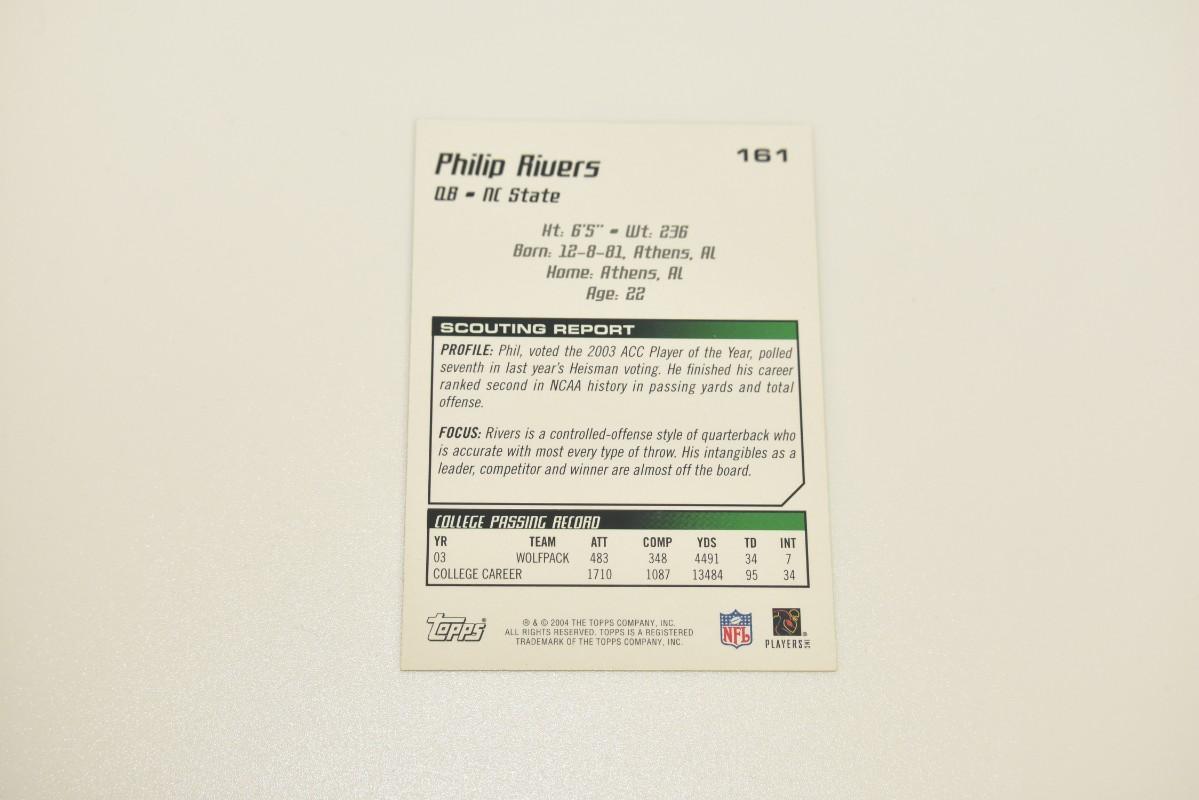 Philip Rivers
161
QB - NC State
Ht: 6'5" - Wt: 236
Born: 12-8-81, Athens, AL
Home: Athens, AL
Age: 22
SCOUTING REPORT
PROFILE: Phil, voted the 2003 ACC Player of the Year, polled
seventh in last year's Heisman voting. He finished his career
ranked second in NCAA history in passing yards and total
offense.
FOCUS: Rivers is a controlled-offense style of quarterback who
is accurate with most every type of throw. His intangibles as a
leader, competitor and winner are almost off the board.
COLLEGE PASSING RECORD
YR TEAM ATT COMP YDS TD INT
03 WOLFPACK 483 348 4491 34 7
COLLEGE CAREER 1710 1087 13484 95 34
Topps®
® & © 2004 THE TOPPS COMPANY, INC.
ALL RIGHTS RESERVED. TOPPS IS A REGISTERED
TRADEMARK OF THE TOPPS COMPANY, INC.
NFL
PLAYERS INC